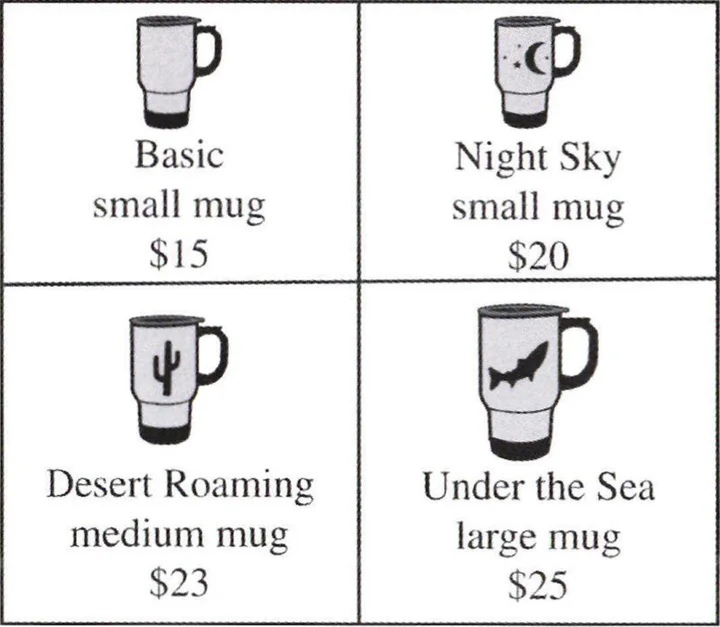 Basic
small mug
$15
Night Sky
small mug
$20
Desert Roaming
medium mug
$23
Under the Sea
large mug
$25